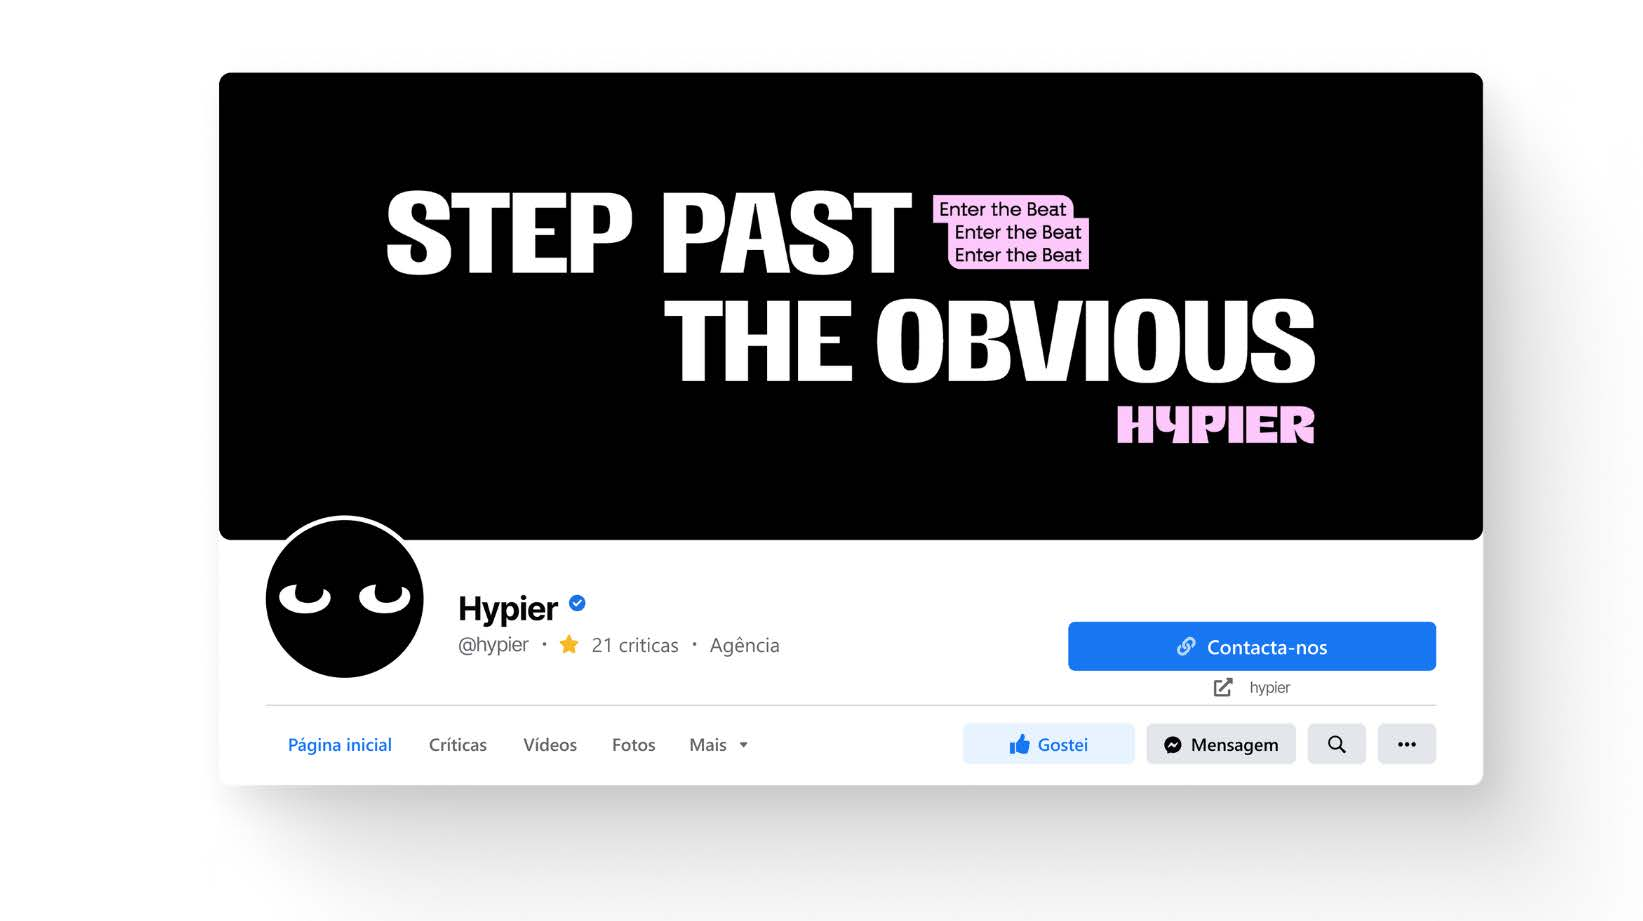 STEP PAST
Enter the Beat
Enter the Beat
Enter the Beat
THE OBVIOUS
HYPIER
Hypier
@hypier · 21 criticas · Agência
Contacta-nos
hypier
Página inicial Críticas Vídeos Fotos Mais
Gostei Mensagem